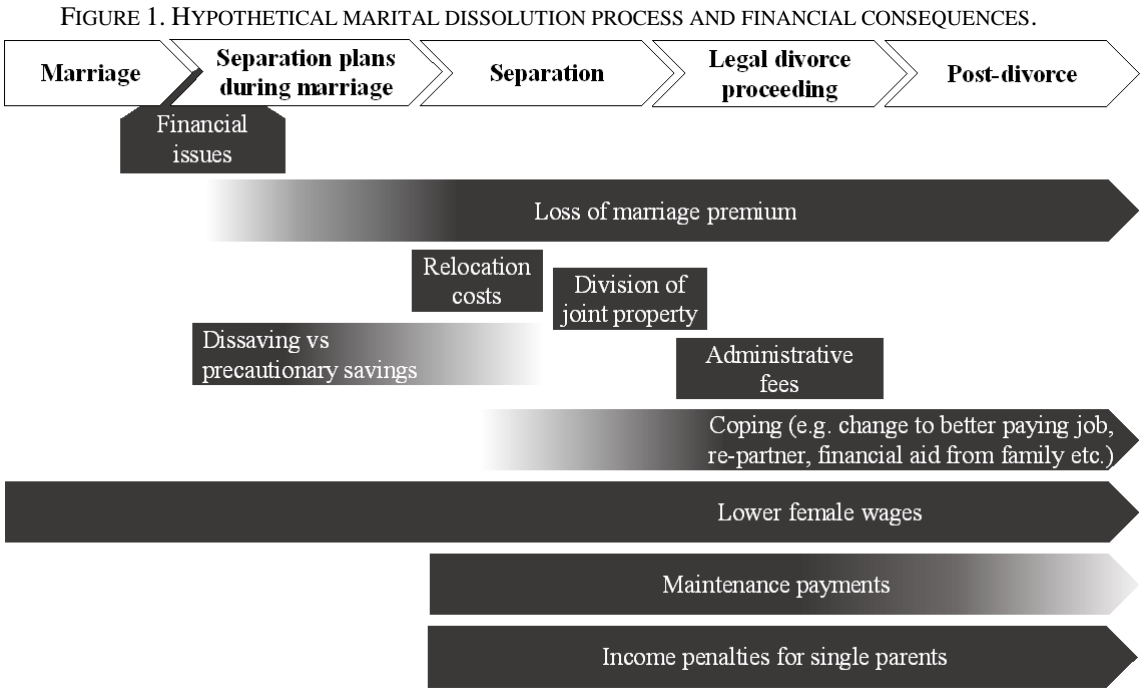 FIGURE 1. HYPOTHETICAL MARITAL DISSOLUTION PROCESS AND FINANCIAL CONSEQUENCES.
Marriage
Separation plans
during marriage
Separation
Legal divorce
proceeding
Post-divorce
Financial
issues
Loss of marriage premium
Relocation
costs
Division of
joint property
Dissaving vs
precautionary savings
Administrative
fees
Coping (e.g. change to better paying job,
re-partner, financial aid from family etc.)
Lower female wages
Maintenance payments
Income penalties for single parents